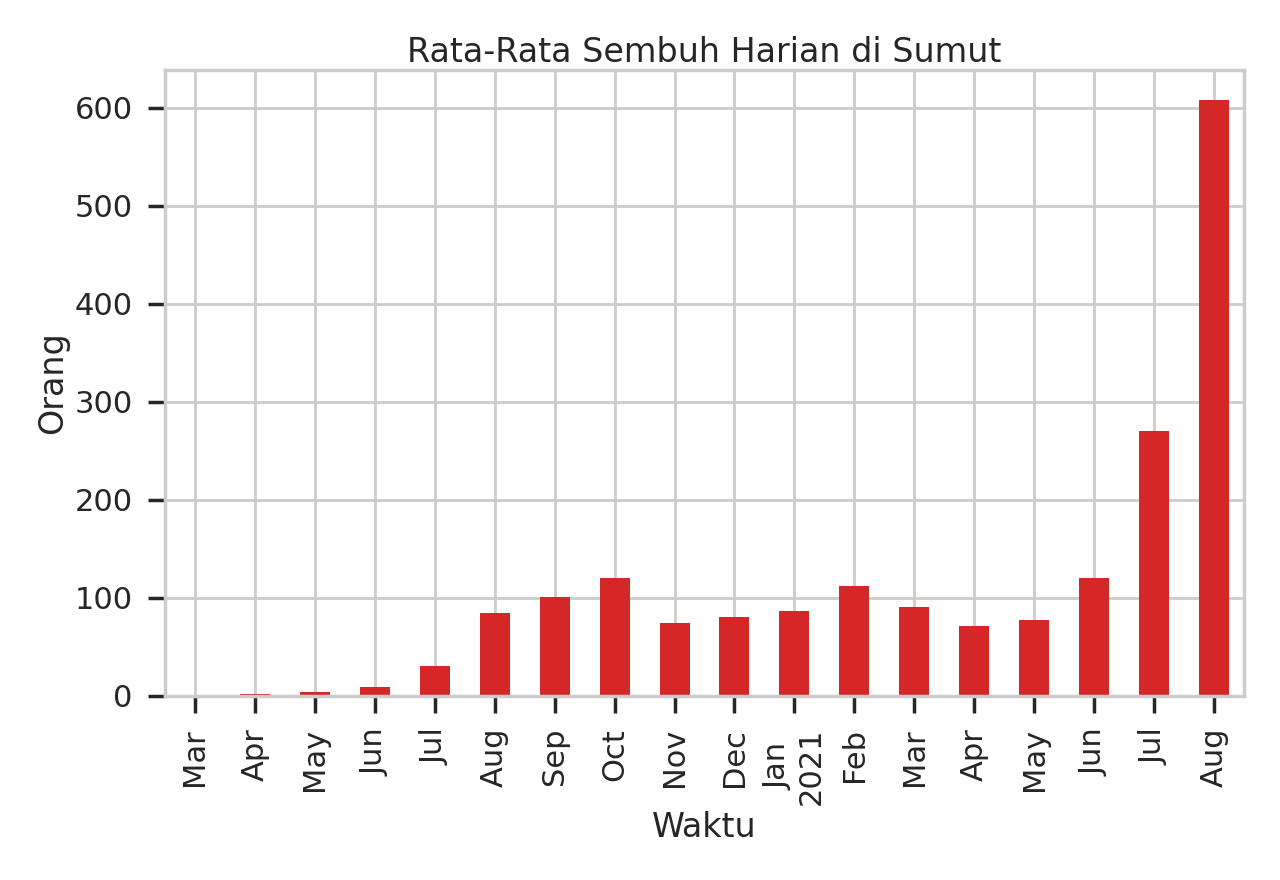 Rata-Rata Sembuh Harian di Sumut
600
500
400
300
200
100
0
Orang
Mar
Apr
May
Jun
Jul
Aug
Sep
Oct
Nov
Dec
Jan
2021
Feb
Mar
Apr
May
Jun
Jul
Aug
Waktu